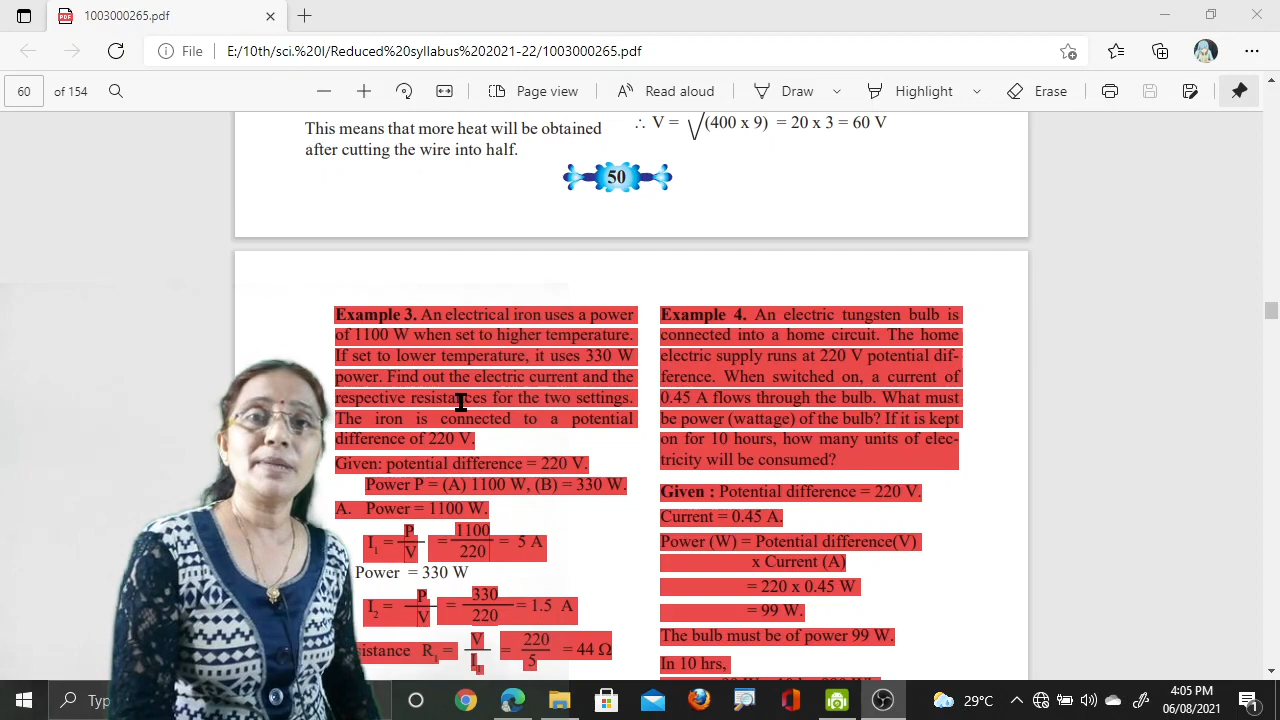 1003000265.pdf
File
E:/10th/sci.%20I/Reduced%20syllabus%202021-22/1003000265.pdf
60 of 154
Page view
Read aloud
Draw
Highlight
Erase
This means that more heat will be obtained
after cutting the wire into half.
∴ V = √(400 x 9) = 20 x 3 = 60 V
50
Example 3. An electrical iron uses a power
of 1100 W when set to higher temperature.
If set to lower temperature, it uses 330 W
power. Find out the electric current and the
respective resistances for the two settings.
The iron is connected to a potential
difference of 220 V.
Given: potential difference = 220 V.
Power P = (A) 1100 W, (B) = 330 W.
A. Power = 1100 W.
I₁ = P/V = 1100/220 = 5 A
Power = 330 W
I₂ = P/V = 330/220 = 1.5 A
R₁ = V/I₁ = 220/5 = 44 Ω
Example 4. An electric tungsten bulb is
connected into a home circuit. The home
electric supply runs at 220 V potential dif-
ference. When switched on, a current of
0.45 A flows through the bulb. What must
be power (wattage) of the bulb? If it is kept
on for 10 hours, how many units of elec-
tricity will be consumed?
Given : Potential difference = 220 V.
Current = 0.45 A.
Power (W) = Potential difference(V)
x Current (A)
= 220 x 0.45 W
= 99 W.
The bulb must be of power 99 W.
In 10 hrs,
29°C
06/08/2021